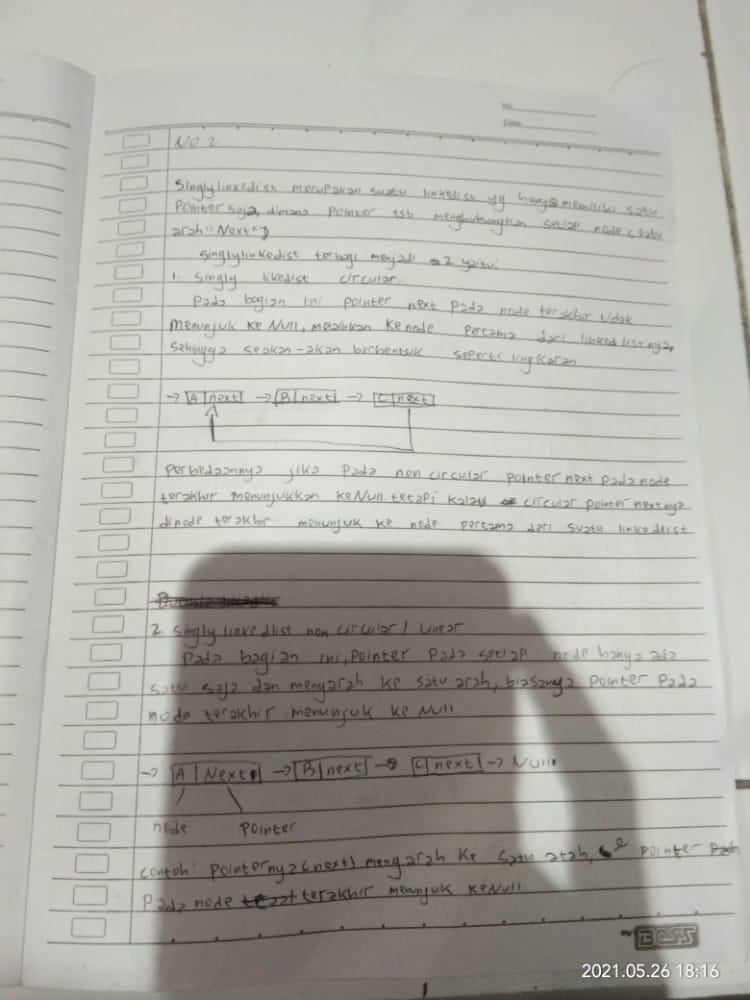 No.
Date:
NO 2
Singlylinkedlist merupakan suatu linkedlist yg hanya memiliki satu
Pointer saja, dimana pointer tsb menghubungkan setiap node (satu
arah "Next")
Singlylinkedlist terbagi menjadi 2 yaitu:
1. Singly likedlist circular.
Pada bagian ini pointer next pada node terakhir tidak
menunjuk ke Null, melainkan ke node pertama dari linked listnya,
Sehingga seakan-akan berbentuk seperti lingkaran
→ A | next → B | next → C | next
Perbedaannya jika pada non circular pointer next pada node
terakhir menunjukkan ke Null tetapi kalau circular pointer nextnya
dinode terakhir menunjuk ke node pertama dari suatu linkedlist
2 Singly linkedlist non circular / Linear
Pada bagian ini, pointer pada setiap node hanya ada
satu saja dan mengarah ke satu arah, biasanya pointer pada
node terakhir menunjuk ke Null.
→ A | Next → B | next → C | next → Null.
node pointer
contoh: pointernya (next) mengarah ke satu arah, pointer
Pada node terakhir menunjuk ke Null
my BOSS
2021.05.26 18:16